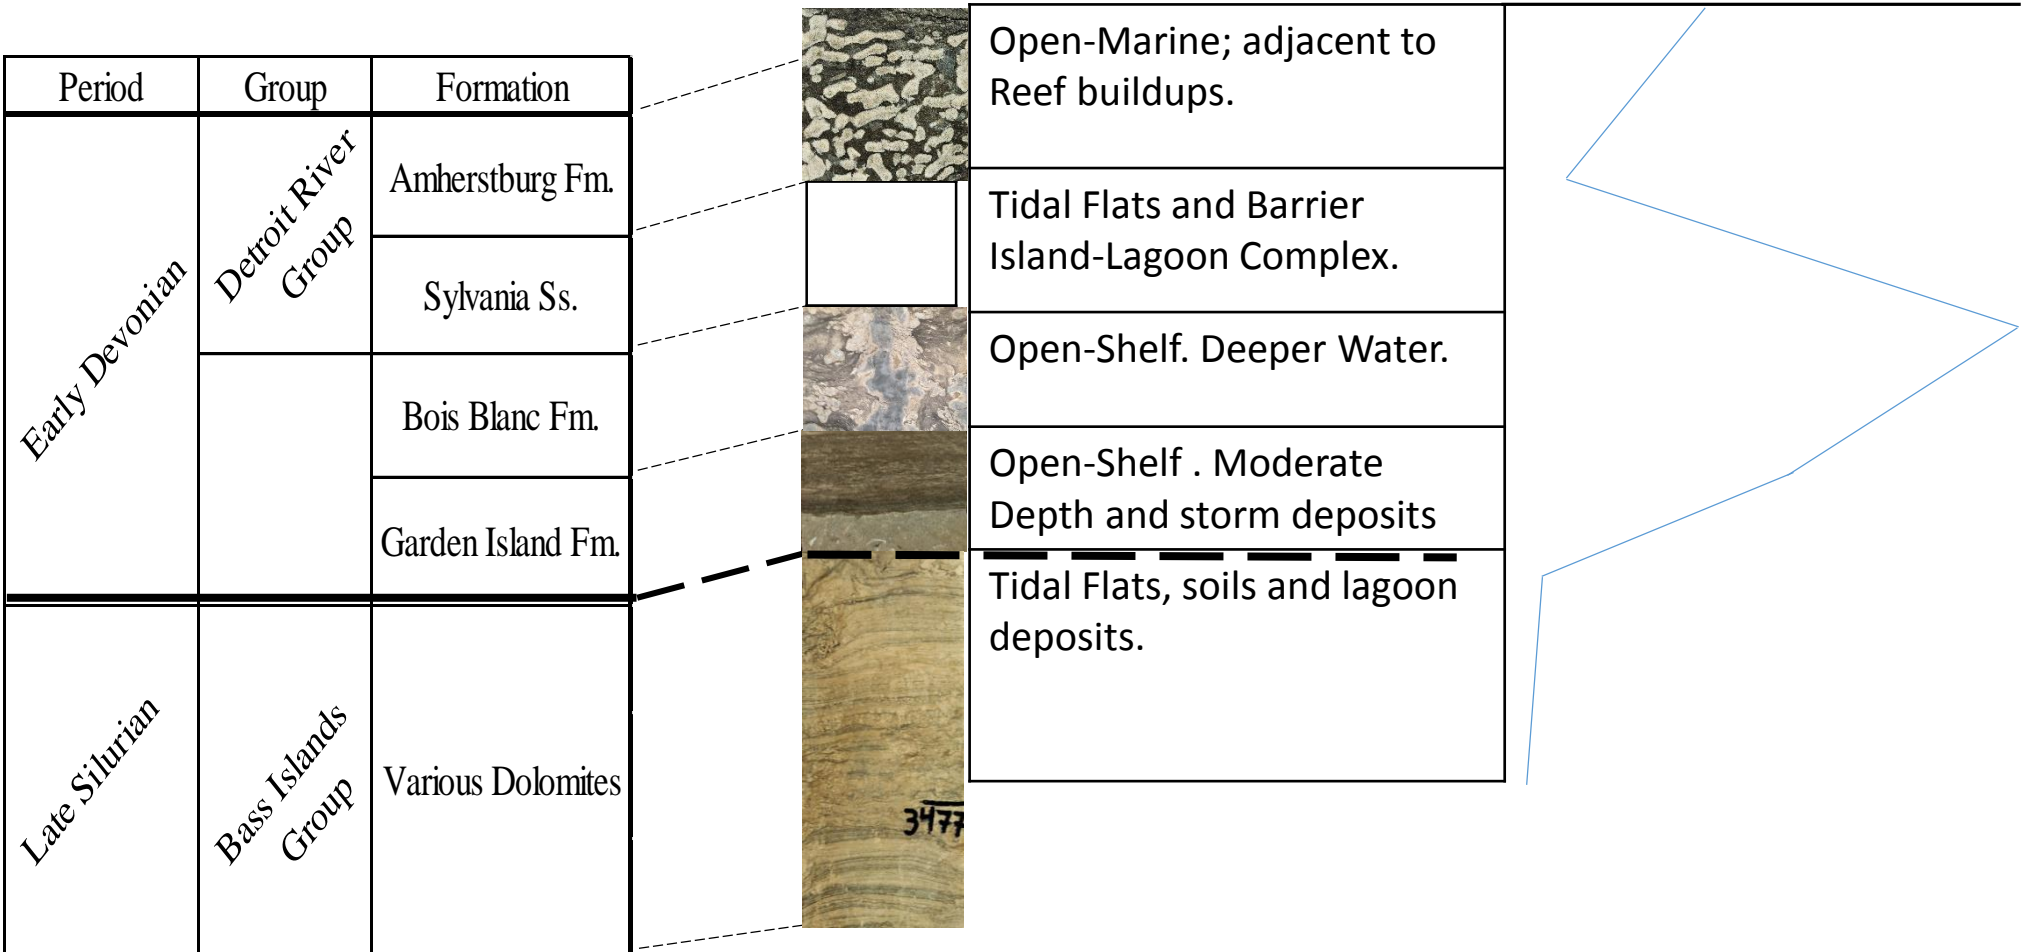 Period
Group
Formation
Early Devonian
Detroit River
Group
Amherstburg Fm.
Sylvania Ss.
Bois Blanc Fm.
Garden Island Fm.
Late Silurian
Bass Islands
Group
Various Dolomites
3477
Open-Marine; adjacent to
Reef buildups.
Tidal Flats and Barrier
Island-Lagoon Complex.
Open-Shelf. Deeper Water.
Open-Shelf . Moderate
Depth and storm deposits
Tidal Flats, soils and lagoon
deposits.